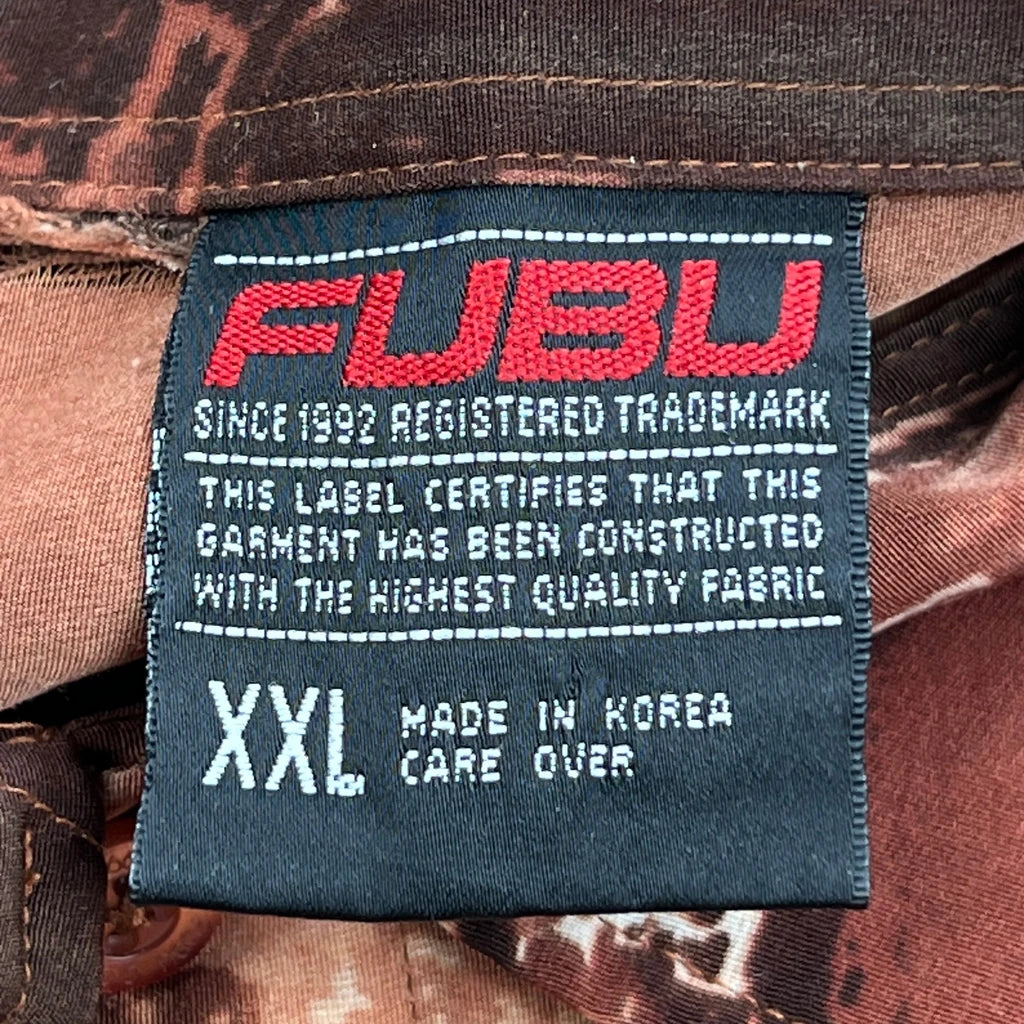 FUBU
SINCE 1992 REGISTERED TRADEMARK
THIS LABEL CERTIFIES THAT THIS
GARMENT HAS BEEN CONSTRUCTED
WITH THE HIGHEST QUALITY FABRIC
XXL
MADE IN KOREA
CARE OVER